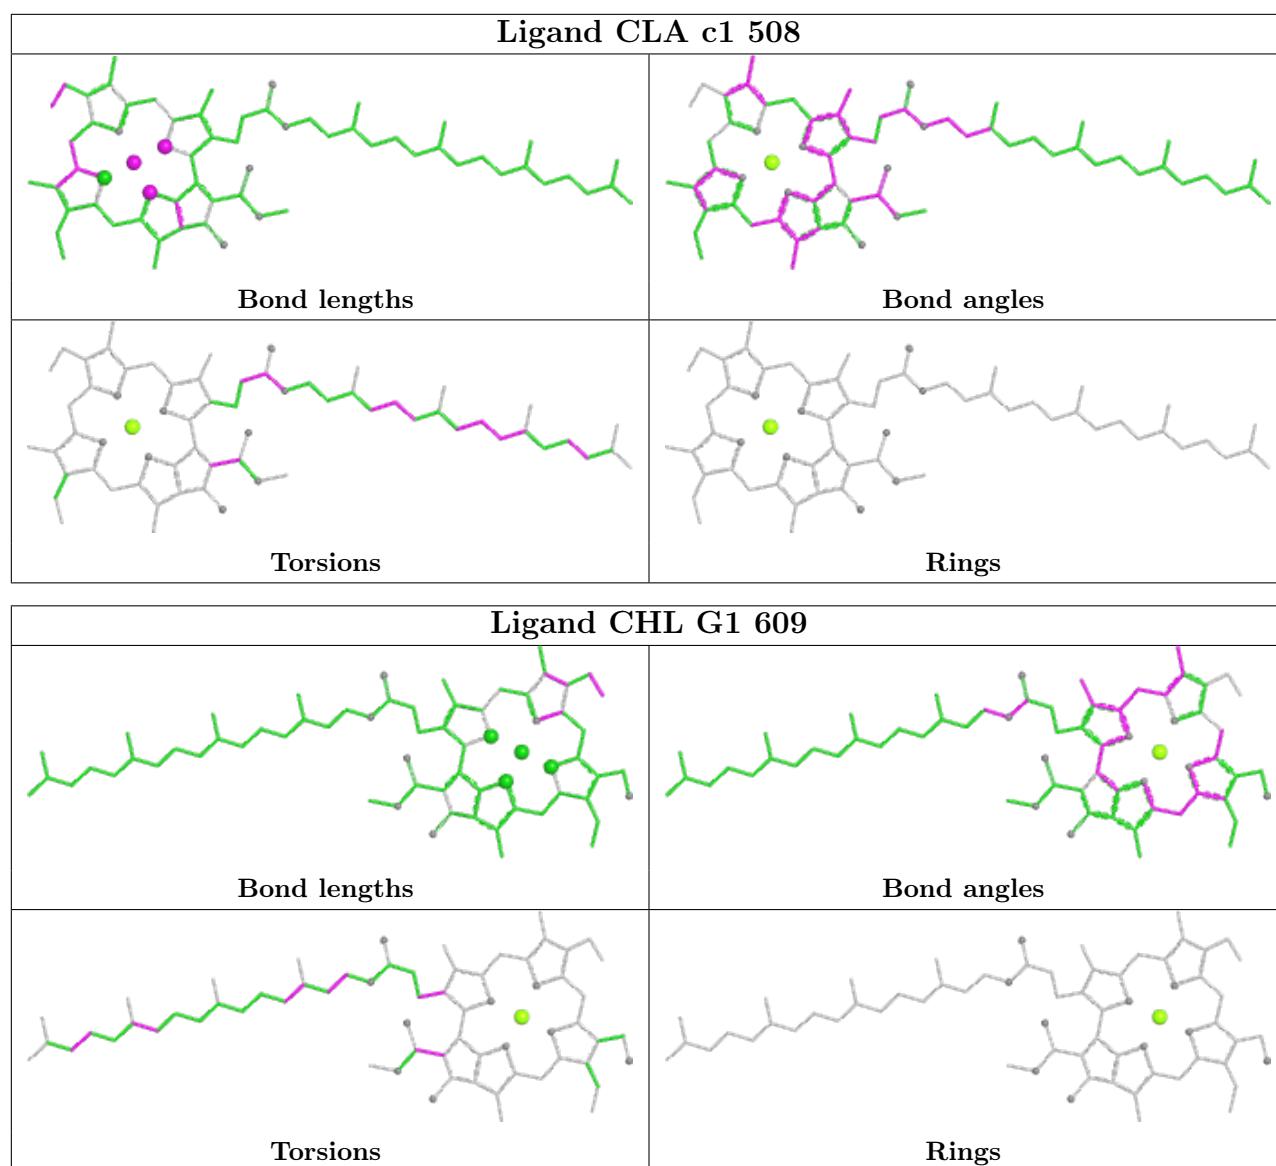 Ligand CLA c1 508
Bond lengths
Bond angles
Torsions
Rings
Ligand CHL G1 609
Bond lengths
Bond angles
Torsions
Rings